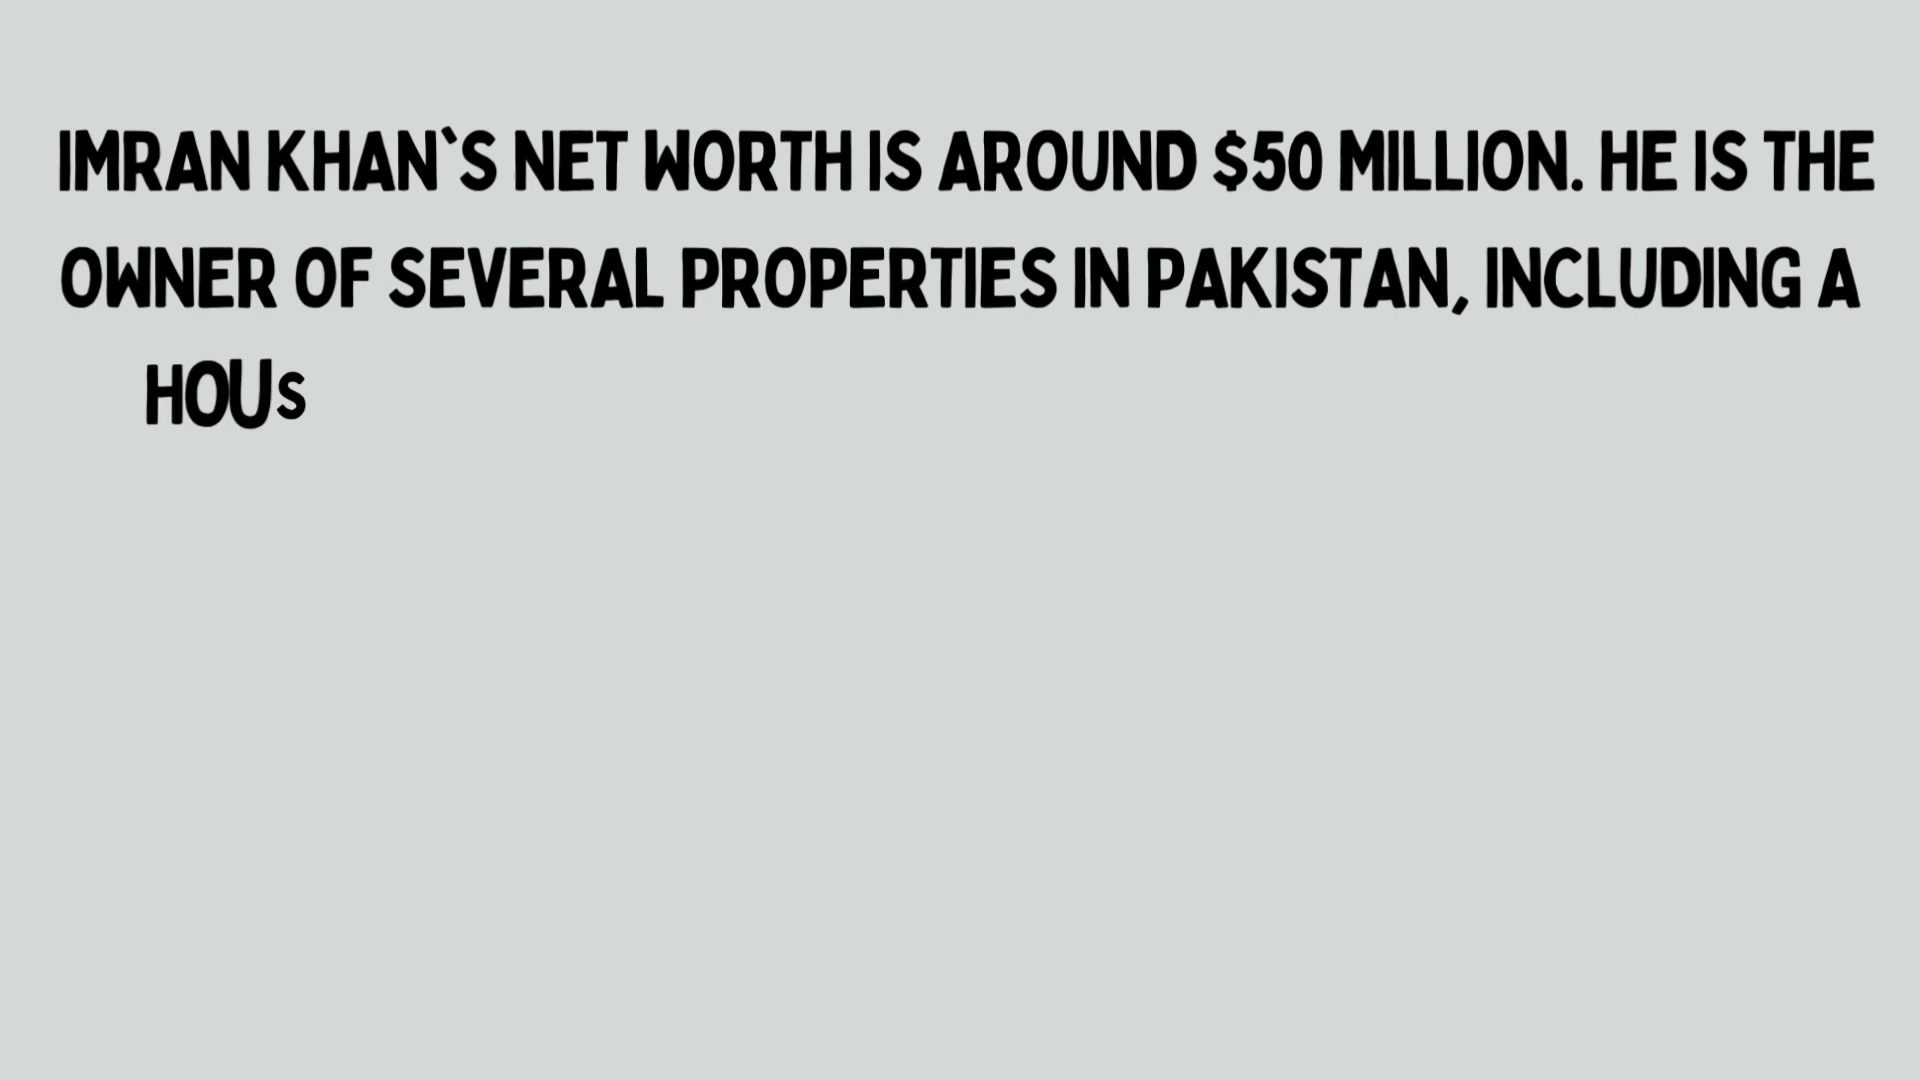 IMRAN KHAN`S NET WORTH IS AROUND $50 MILLION. HE IS THE
OWNER OF SEVERAL PROPERTIES IN PAKISTAN, INCLUDING A
HOUS